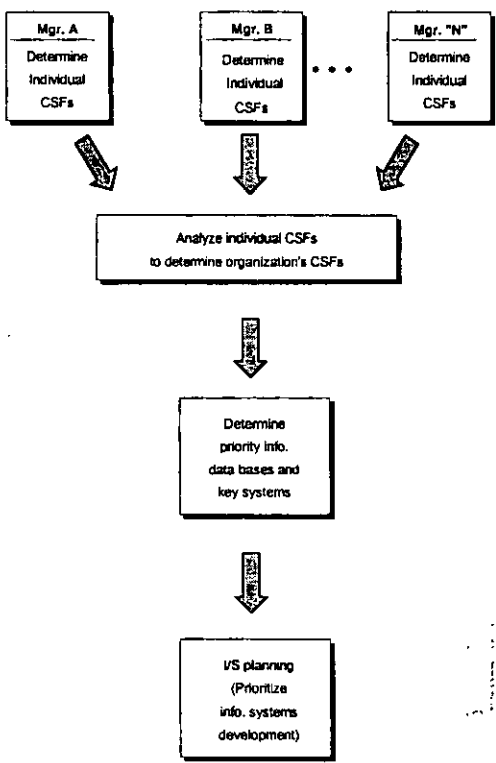 Mgr. A
Determine
Individual
CSFs
Mgr. B
Determine
Individual
CSFs
• • •
Mgr. "N"
Determine
Individual
CSFs
Analyze individual CSFs
to determine organization's CSFs
Determine
priority info.
data bases and
key systems
I/S planning
(Prioritize
info. systems
development)